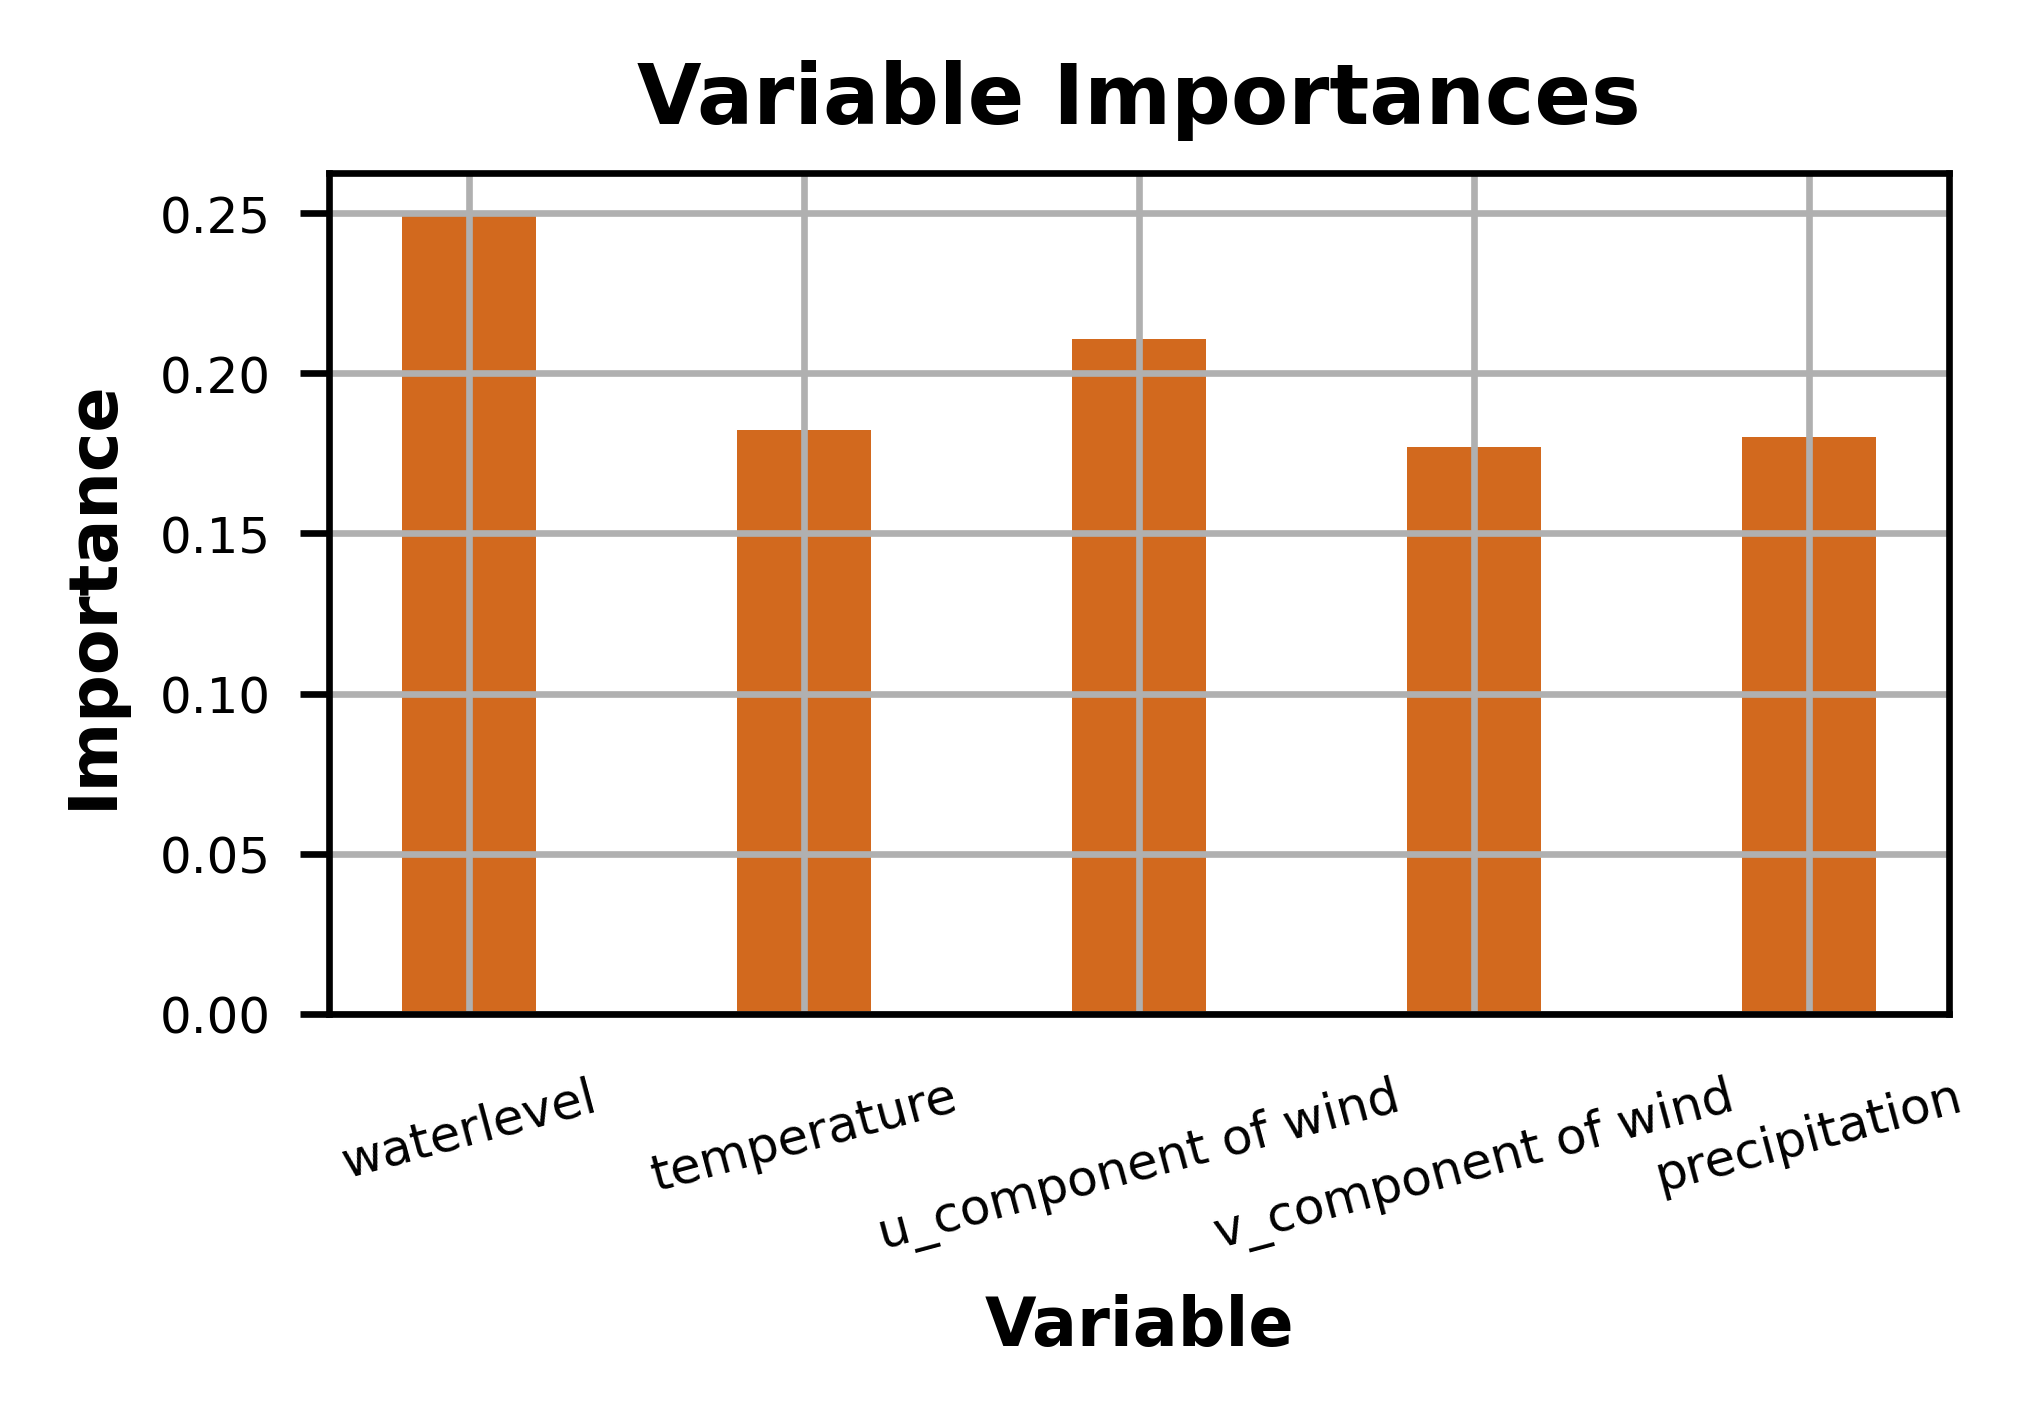 Variable Importances
Importance
0.25
0.20
0.15
0.10
0.05
0.00
waterlevel
temperature
u_component of wind
v_component of wind
precipitation
Variable